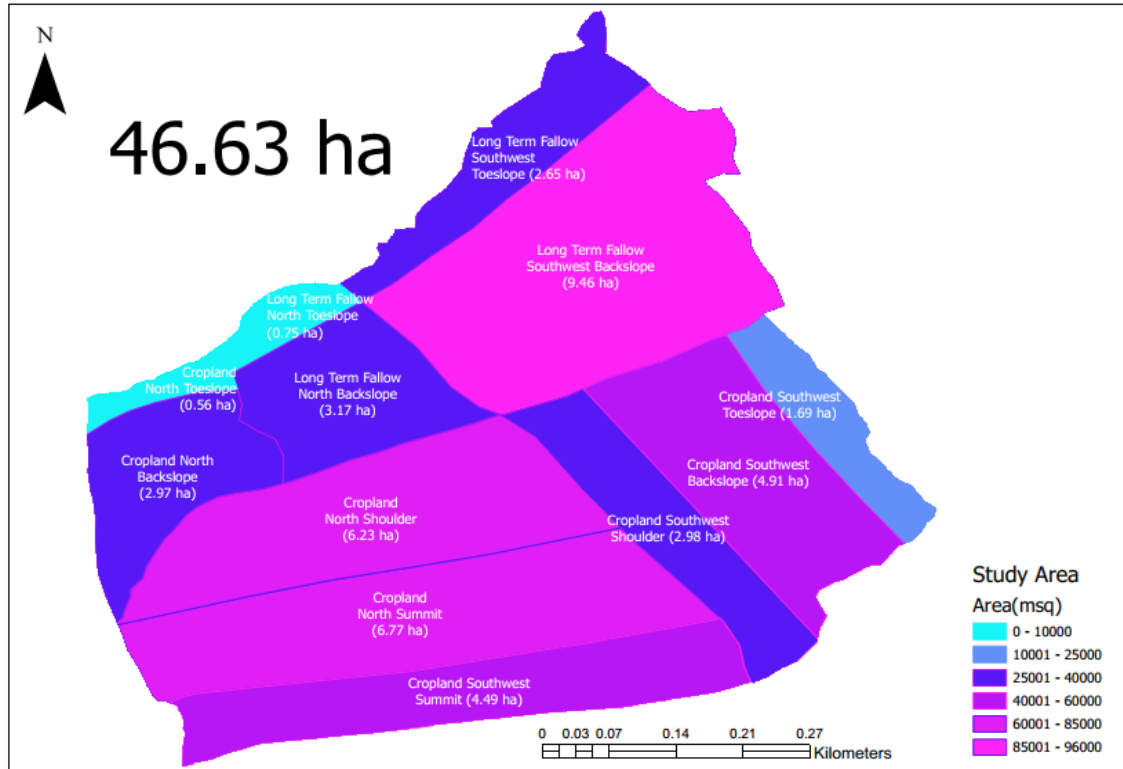 N
46.63 ha
Long Term Fallow
Southwest
Toeslope (2.65 ha)
Long Term Fallow
Southwest Backslope
(9.46 ha)
Long Term Fallow
North Toeslope
(0.75 ha)
Cropland
North Toeslope
(0.56 ha)
Long Term Fallow
North Backslope
(3.17 ha)
Cropland Southwest
Toeslope (1.69 ha)
Cropland North
Backslope
(2.97 ha)
Cropland Southwest
Backslope (4.91 ha)
Cropland
North Shoulder
(6.23 ha)
Cropland Southwest
Shoulder (2.98 ha)
Cropland
North Summit
(6.77 ha)
Cropland Southwest
Summit (4.49 ha)
Study Area
Area(msq)
0 - 10000
10001 - 25000
25001 - 40000
40001 - 60000
60001 - 85000
85001 - 96000
0 0.03 0.07 0.14 0.21 0.27
Kilometers